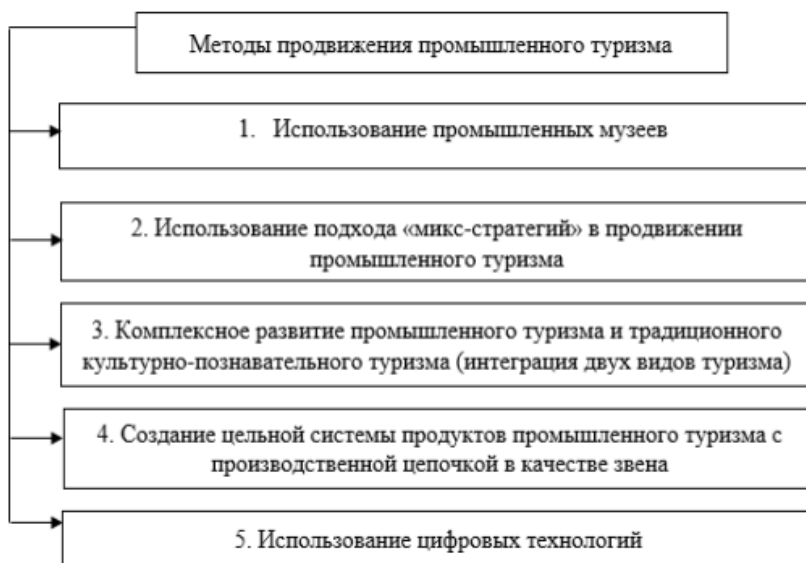 Методы продвижения промышленного туризма
1. Использование промышленных музеев
2. Использование подхода «микс-стратегий» в продвижении
промышленного туризма
3. Комплексное развитие промышленного туризма и традиционного
культурно-познавательного туризма (интеграция двух видов туризма)
4. Создание цельной системы продуктов промышленного туризма с
производственной цепочкой в качестве звена
5. Использование цифровых технологий